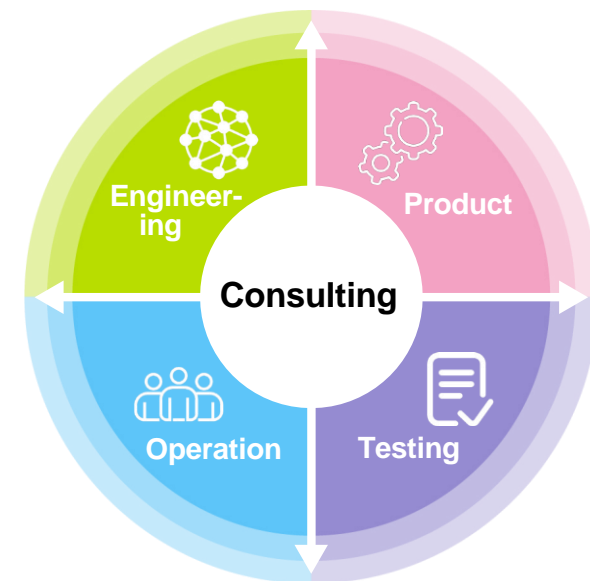 Engineer-
ing
Product
Consulting
Operation
Testing